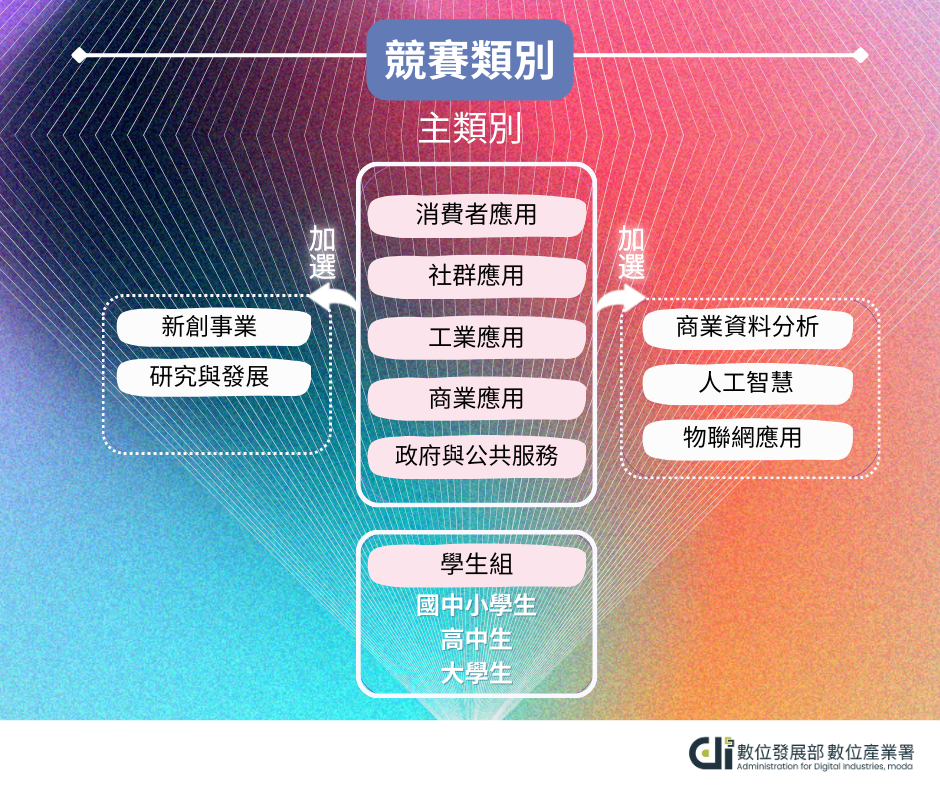 競賽類別
主類別
消費者應用
社群應用
工業應用
商業應用
政府與公共服務
加選
新創事業
研究與發展
加選
商業資料分析
人工智慧
物聯網應用
學生組
國中小學生
高中生
大學生
di 數位發展部 數位產業署
Administration for Digital Industries, moda